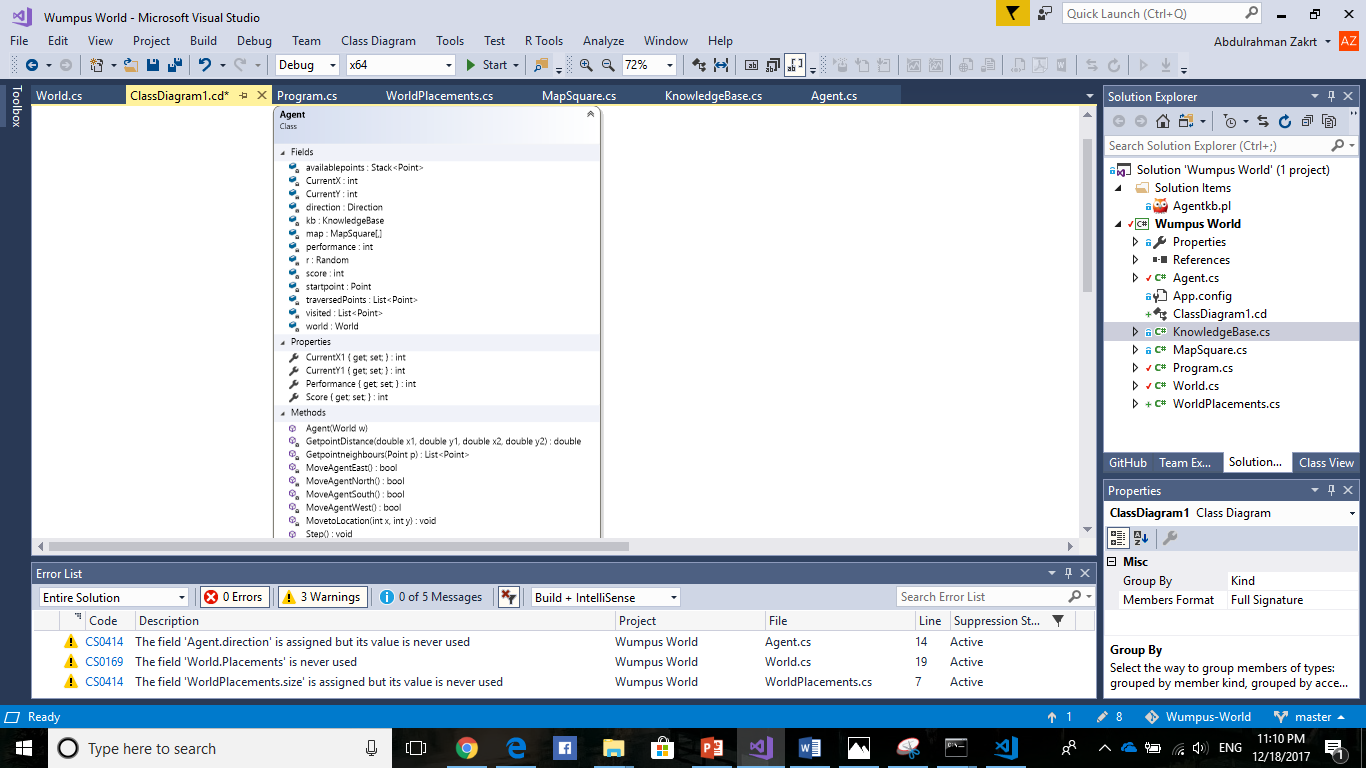 Wumpus World - Microsoft Visual Studio
Quick Launch (Ctrl+Q)
File Edit View Project Build Debug Team Class Diagram Tools Test R Tools Analyze Window Help
Abdulrahman Zakrt AZ
Debug x64 Start 72%
Toolbox
World.cs ClassDiagram1.cd* Program.cs WorldPlacements.cs MapSquare.cs KnowledgeBase.cs Agent.cs
Agent
Class
Fields
availablepoints : Stack<Point>
CurrentX : int
CurrentY : int
direction : Direction
kb : KnowledgeBase
map : MapSquare[,]
performance : int
r : Random
score : int
startpoint : Point
traversedPoints : List<Point>
visited : List<Point>
world : World
Properties
CurrentX1 { get; set; } : int
CurrentY1 { get; set; } : int
Performance { get; set; } : int
Score { get; set; } : int
Methods
Agent(World w)
GetpointDistance(double x1, double y1, double x2, double y2) : double
Getpointneighbours(Point p) : List<Point>
MoveAgentEast() : bool
MoveAgentNorth() : bool
MoveAgentSouth() : bool
MoveAgentWest() : bool
MovetoLocation(int x, int y) : void
Step() : void
Solution Explorer
Search Solution Explorer (Ctrl+;)
Solution 'Wumpus World' (1 project)
Solution Items
Agentkb.pl
C# Wumpus World
Properties
References
C# Agent.cs
App.config
ClassDiagram1.cd
C# KnowledgeBase.cs
C# MapSquare.cs
C# Program.cs
C# World.cs
C# WorldPlacements.cs
GitHub Team Ex... Solution... Class View
Properties
ClassDiagram1 Class Diagram
Misc
Group By Kind
Members Format Full Signature
Group By
Select the way to group members of types: grouped by member kind, grouped by acce...
Error List
Entire Solution 0 Errors 3 Warnings 0 of 5 Messages Build + IntelliSense Search Error List
Code Description Project File Line Suppression St...
CS0414 The field 'Agent.direction' is assigned but its value is never used Wumpus World Agent.cs 14 Active
CS0169 The field 'World.Placements' is never used Wumpus World World.cs 19 Active
CS0414 The field 'WorldPlacements.size' is assigned but its value is never used Wumpus World WorldPlacements.cs 7 Active
Ready 1 8 Wumpus-World master
Type here to search
ENG 11:10 PM
12/18/2017 1